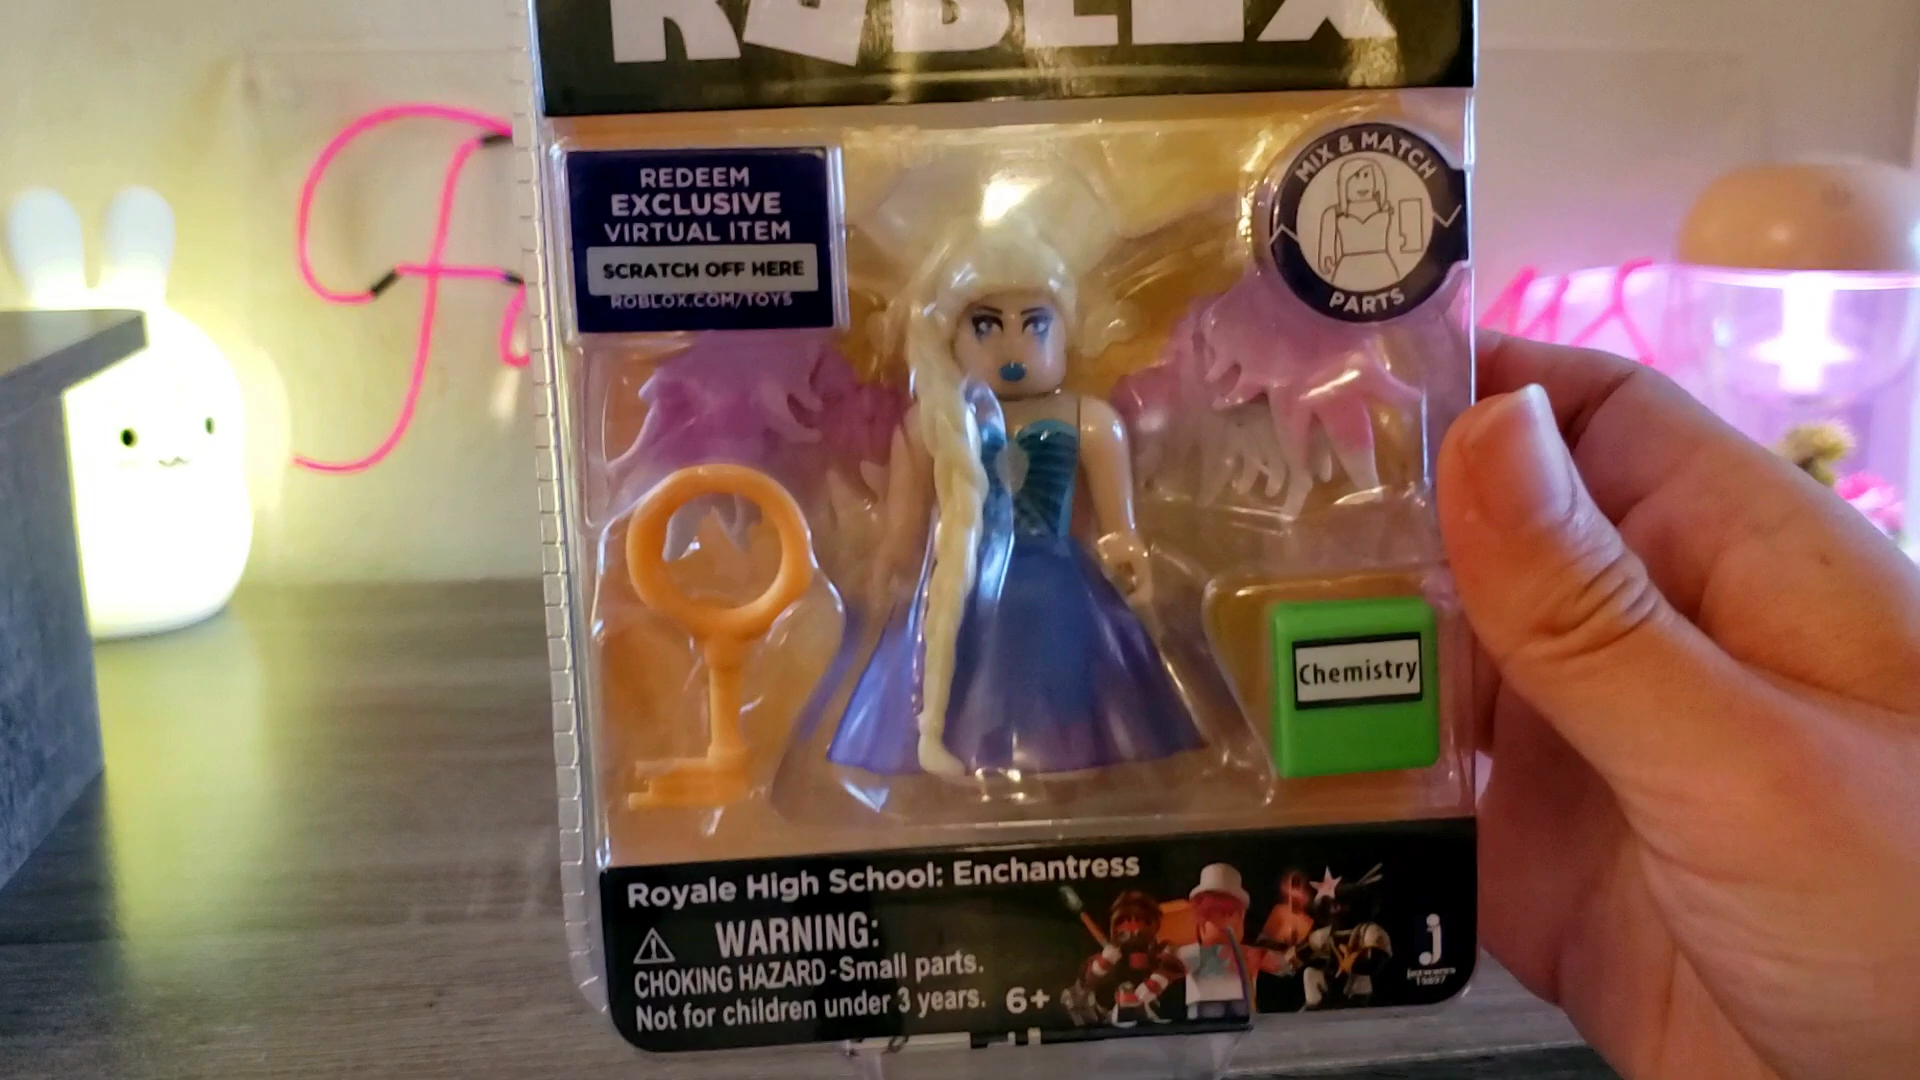 ROBLOX
REDEEM
EXCLUSIVE
VIRTUAL ITEM
SCRATCH OFF HERE
ROBLOX.COM/TOYS
MIX & MATCH
PARTS
Chemistry
Royale High School: Enchantress
WARNING:
CHOKING HAZARD-Small parts.
Not for children under 3 years. 6+